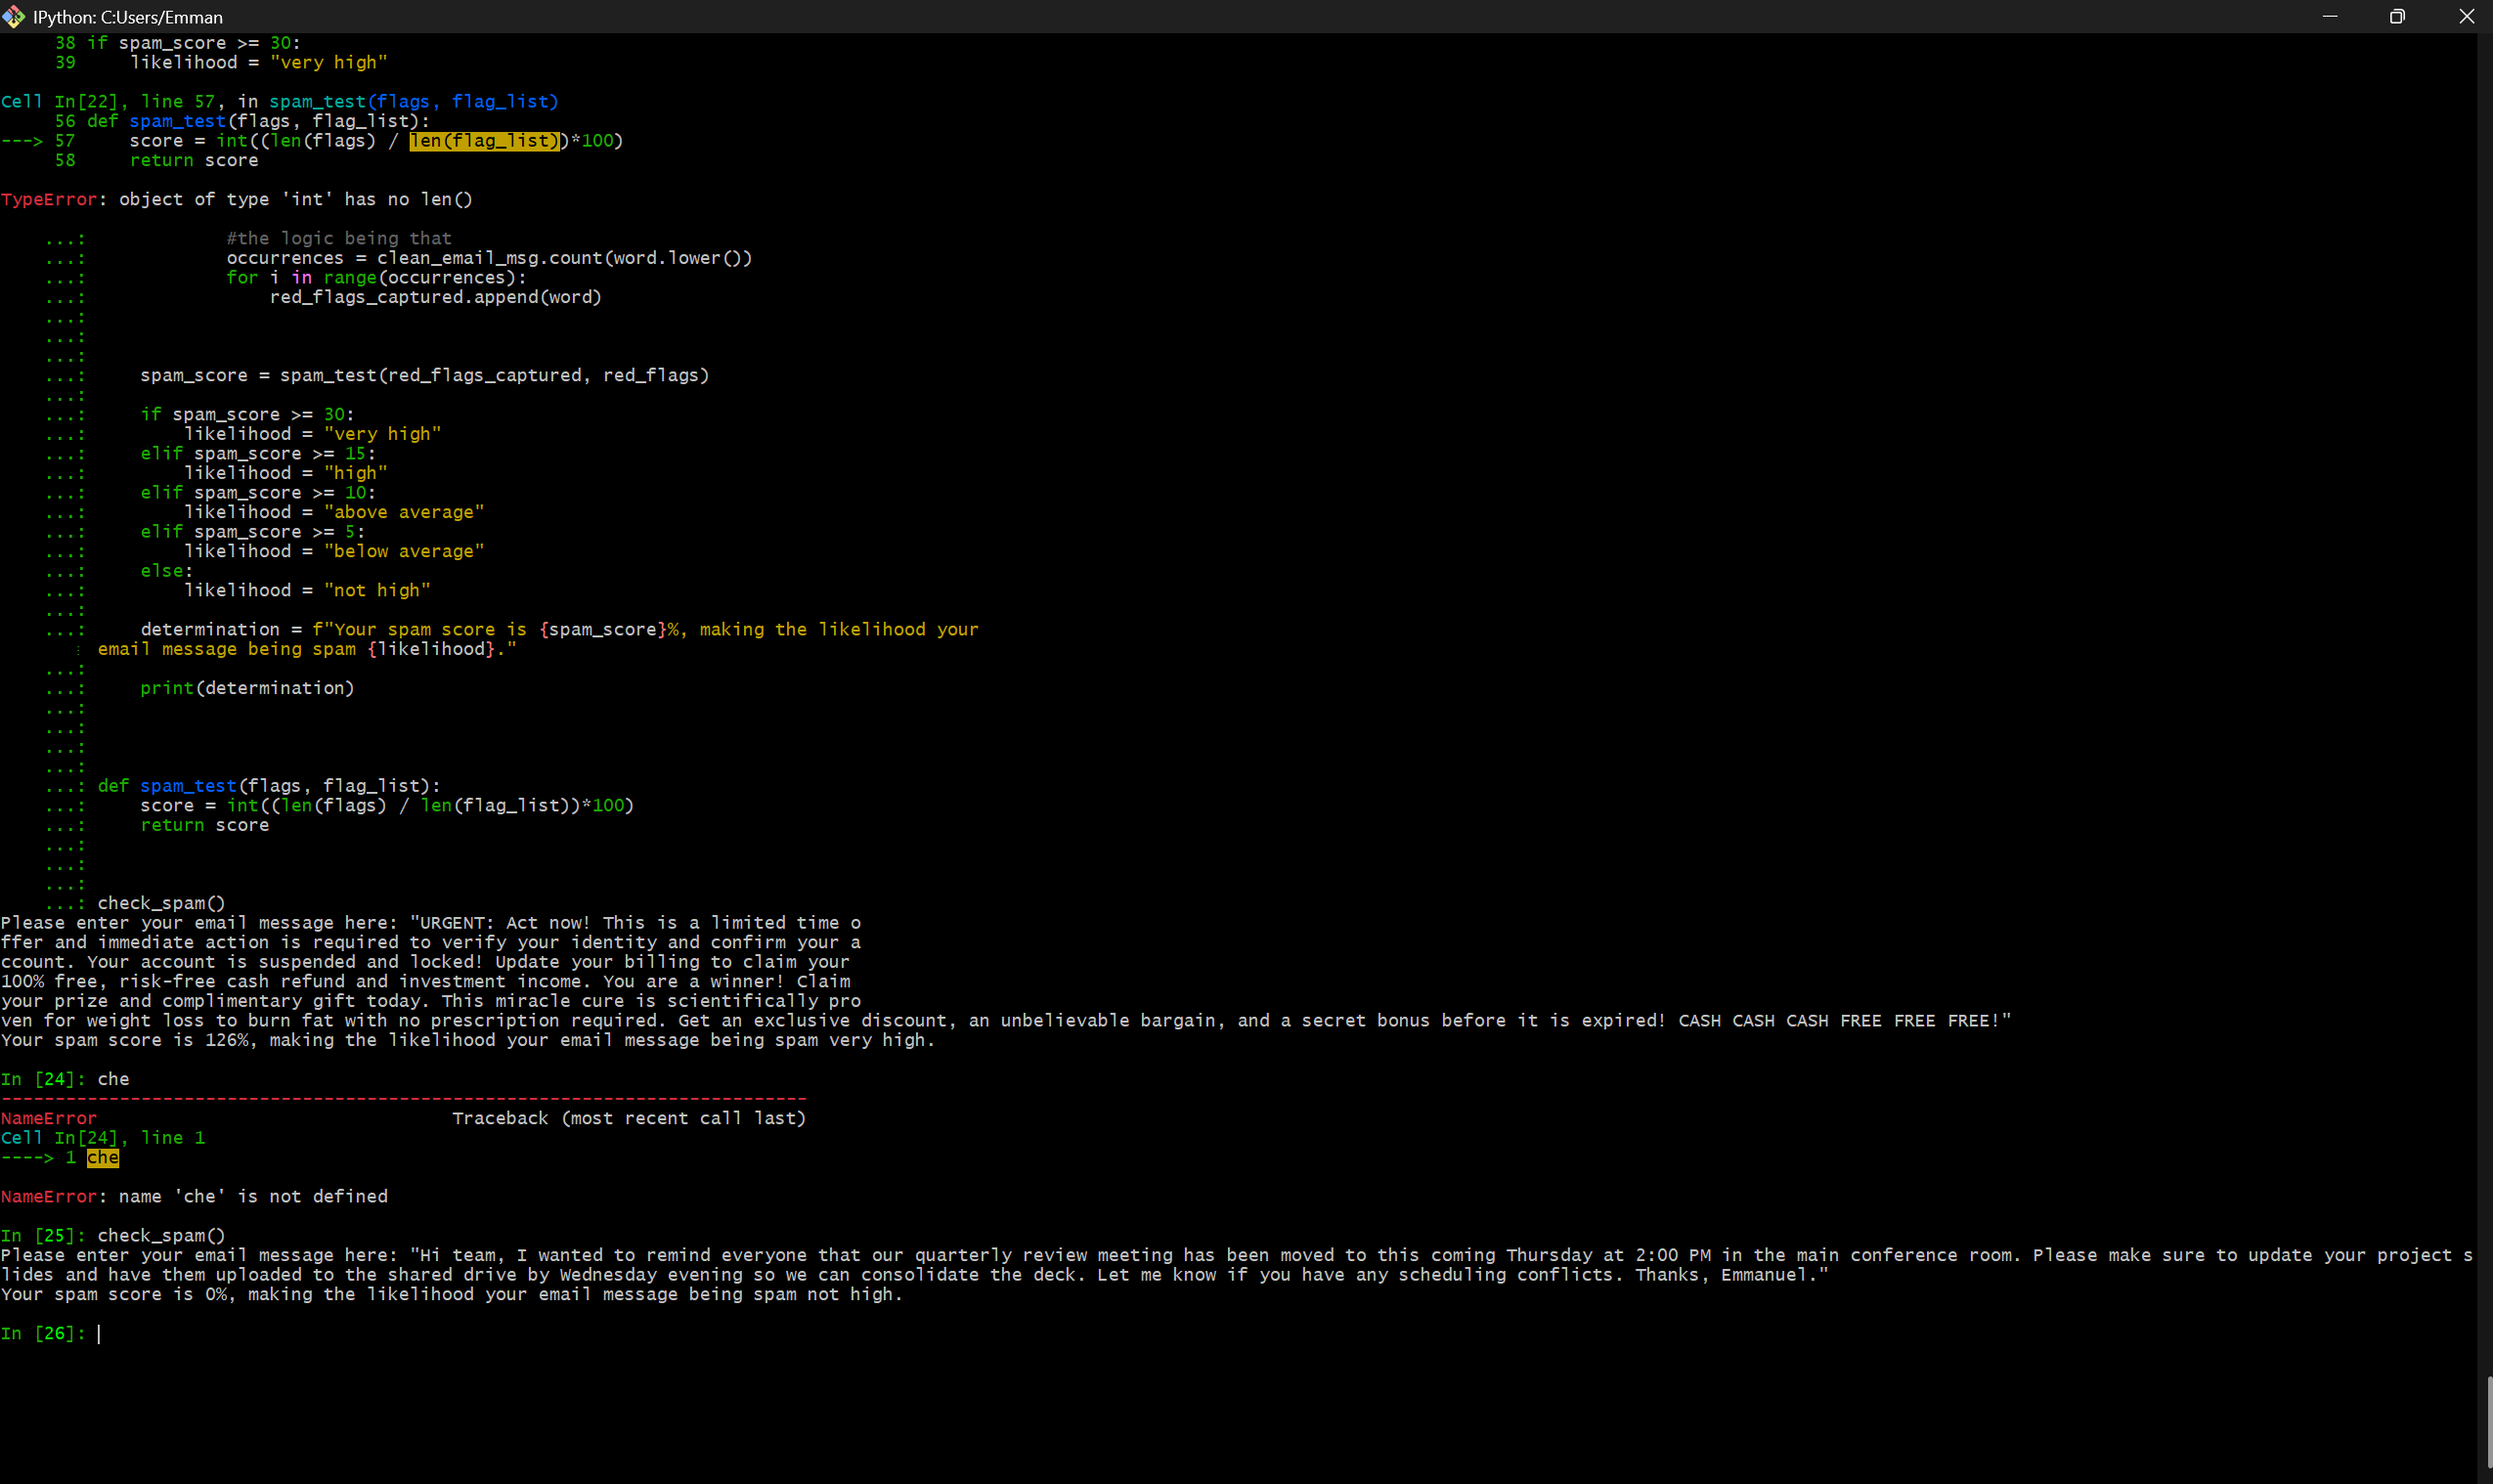 IPython: C:Users/Emman
38 if spam_score >= 30:
39     likelihood = "very high"
Cell In[22], line 57, in spam_test(flags, flag_list)
56 def spam_test(flags, flag_list):
---> 57     score = int((len(flags) / len(flag_list))*100)
58     return score
TypeError: object of type 'int' has no len()
...:             #the logic being that
...:             occurrences = clean_email_msg.count(word.lower())
...:             for i in range(occurrences):
...:                 red_flags_captured.append(word)
...:
...:
...:
...:     spam_score = spam_test(red_flags_captured, red_flags)
...:
...:     if spam_score >= 30:
...:         likelihood = "very high"
...:     elif spam_score >= 15:
...:         likelihood = "high"
...:     elif spam_score >= 10:
...:         likelihood = "above average"
...:     elif spam_score >= 5:
...:         likelihood = "below average"
...:     else:
...:         likelihood = "not high"
...:
...:     determination = f"Your spam score is {spam_score}%, making the likelihood your
⋮ email message being spam {likelihood}."
...:
...:     print(determination)
...:
...:
...:
...:
...: def spam_test(flags, flag_list):
...:     score = int((len(flags) / len(flag_list))*100)
...:     return score
...:
...:
...:
...: check_spam()
Please enter your email message here: "URGENT: Act now! This is a limited time o
ffer and immediate action is required to verify your identity and confirm your a
ccount. Your account is suspended and locked! Update your billing to claim your
100% free, risk-free cash refund and investment income. You are a winner! Claim
your prize and complimentary gift today. This miracle cure is scientifically pro
ven for weight loss to burn fat with no prescription required. Get an exclusive discount, an unbelievable bargain, and a secret bonus before it is expired! CASH CASH CASH FREE FREE FREE!"
Your spam score is 126%, making the likelihood your email message being spam very high.
In [24]: che
---------------------------------------------------------------------------
NameError                                 Traceback (most recent call last)
Cell In[24], line 1
----> 1 che
NameError: name 'che' is not defined
In [25]: check_spam()
Please enter your email message here: "Hi team, I wanted to remind everyone that our quarterly review meeting has been moved to this coming Thursday at 2:00 PM in the main conference room. Please make sure to update your project s
lides and have them uploaded to the shared drive by Wednesday evening so we can consolidate the deck. Let me know if you have any scheduling conflicts. Thanks, Emmanuel."
Your spam score is 0%, making the likelihood your email message being spam not high.
In [26]: